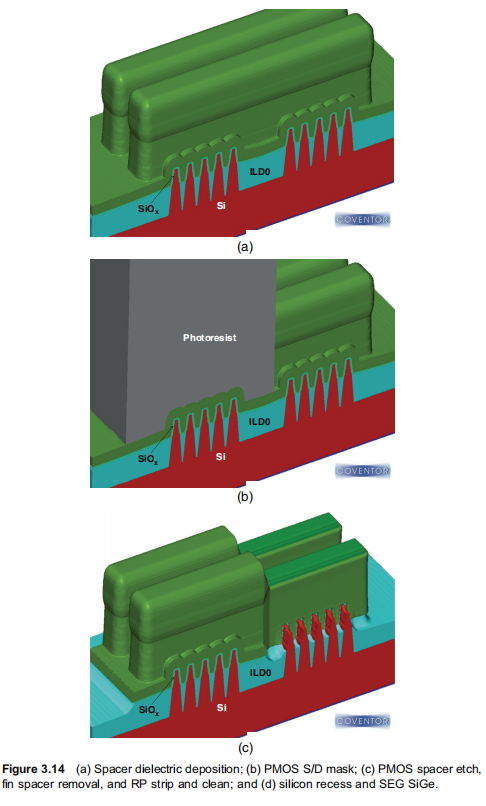 ILD0
SiOx
Si
COVENTOR
(a)
Photoresist
ILD0
SiOx
Si
COVENTOR
(b)
ILD0
SiOx
Si
COVENTOR
(c)
Figure 3.14 (a) Spacer dielectric deposition; (b) PMOS S/D mask; (c) PMOS spacer etch,
fin spacer removal, and RP strip and clean; and (d) silicon recess and SEG SiGe.